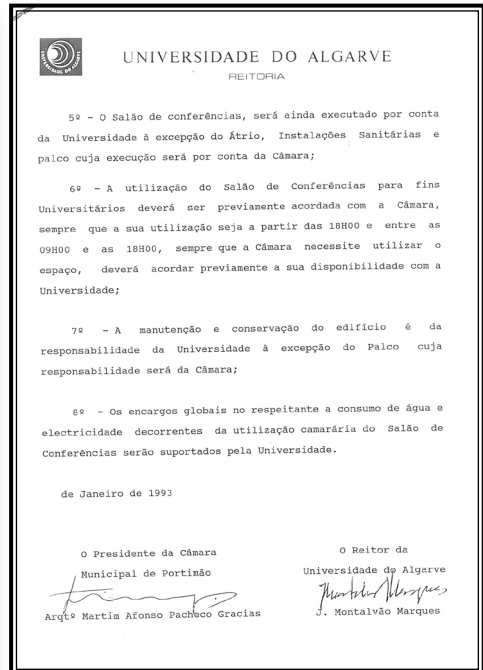 UNIVERSIDADE DO ALGARVE
REITORIA
5º - O Salão de conferências, será ainda executado por conta
da Universidade à excepção do Átrio, Instalações Sanitárias e
palco cuja execução será por conta da Câmara;
6º - A utilização do Salão de Conferências para fins
Universitários deverá ser previamente acordada com a Câmara,
sempre que a sua utilização seja a partir das 18H00 e entre as
09H00 e as 18H00, sempre que a Câmara necessite utilizar o
espaço, deverá acordar previamente a sua disponibilidade com a
Universidade;
7º - A manutenção e conservação do edifício é da
responsabilidade da Universidade à excepção do Palco cuja
responsabilidade será da Câmara;
8º - Os encargos globais no respeitante a consumo de água e
electricidade decorrentes da utilização camarária do Salão de
Conferências serão suportados pela Universidade.
de Janeiro de 1993
O Presidente da Câmara
Municipal de Portimão
Arqtº Martim Afonso Pacheco Gracias
O Reitor da
Universidade do Algarve
J. Montalvão Marques